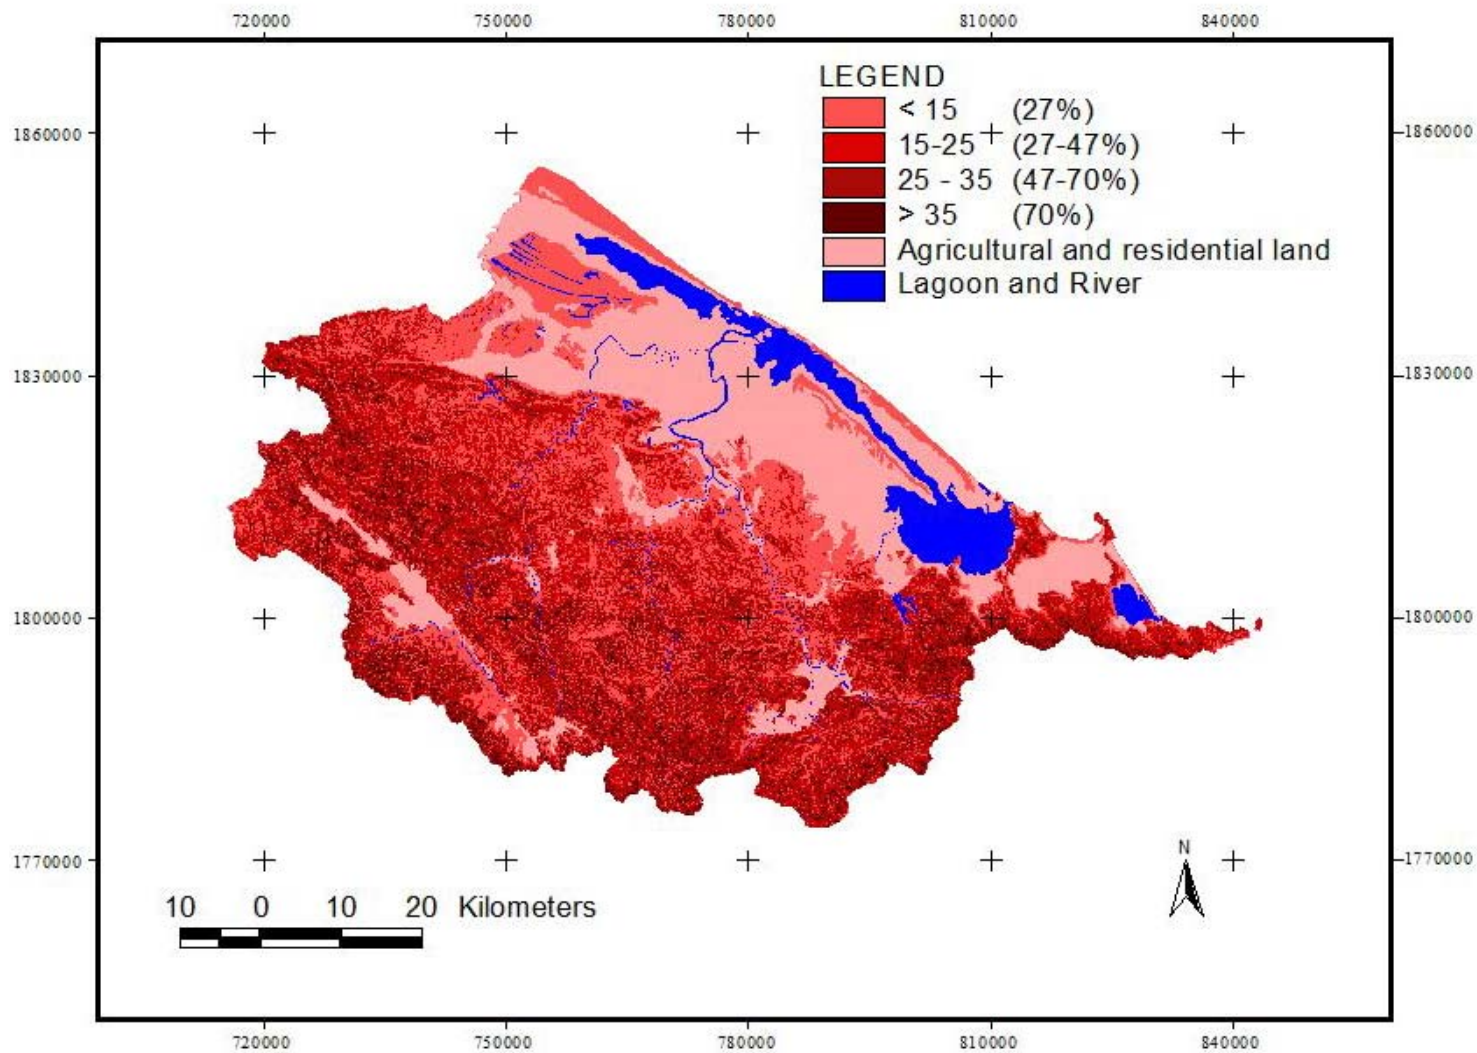 720000 750000 780000 810000 840000
LEGEND
< 15 (27%)
15-25 (27-47%)
25 - 35 (47-70%)
> 35 (70%)
Agricultural and residential land
Lagoon and River
1860000 1860000
1830000 1830000
1800000 1800000
1770000 1770000
N
10 0 10 20 Kilometers
720000 750000 780000 810000 840000